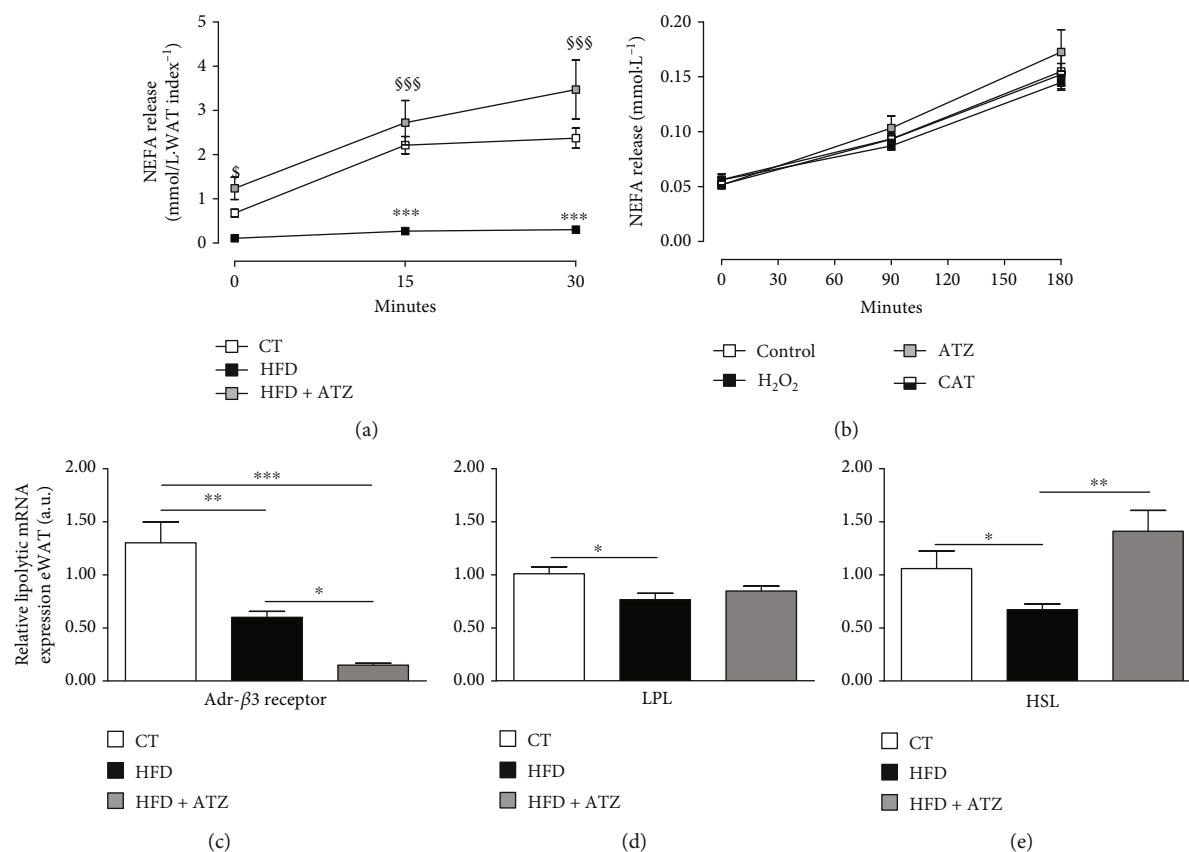 NEFA release
(mmol/L·WAT index⁻¹)
5
4
3
2
1
0
$
§§§
§§§
***
***
0 15 30
Minutes
CT
HFD
HFD + ATZ
(a)
NEFA release (mmol·L⁻¹)
0.20
0.15
0.10
0.05
0.00
0 30 60 90 120 150 180
Minutes
Control
H₂O₂
ATZ
CAT
(b)
Relative lipolytic mRNA
expression eWAT (a.u.)
2.00
1.50
1.00
0.50
0.00
***
**
*
Adr-β3 receptor
CT
HFD
HFD + ATZ
(c)
2.00
1.50
1.00
0.50
0.00
*
LPL
CT
HFD
HFD + ATZ
(d)
2.00
1.50
1.00
0.50
0.00
**
*
HSL
CT
HFD
HFD + ATZ
(e)